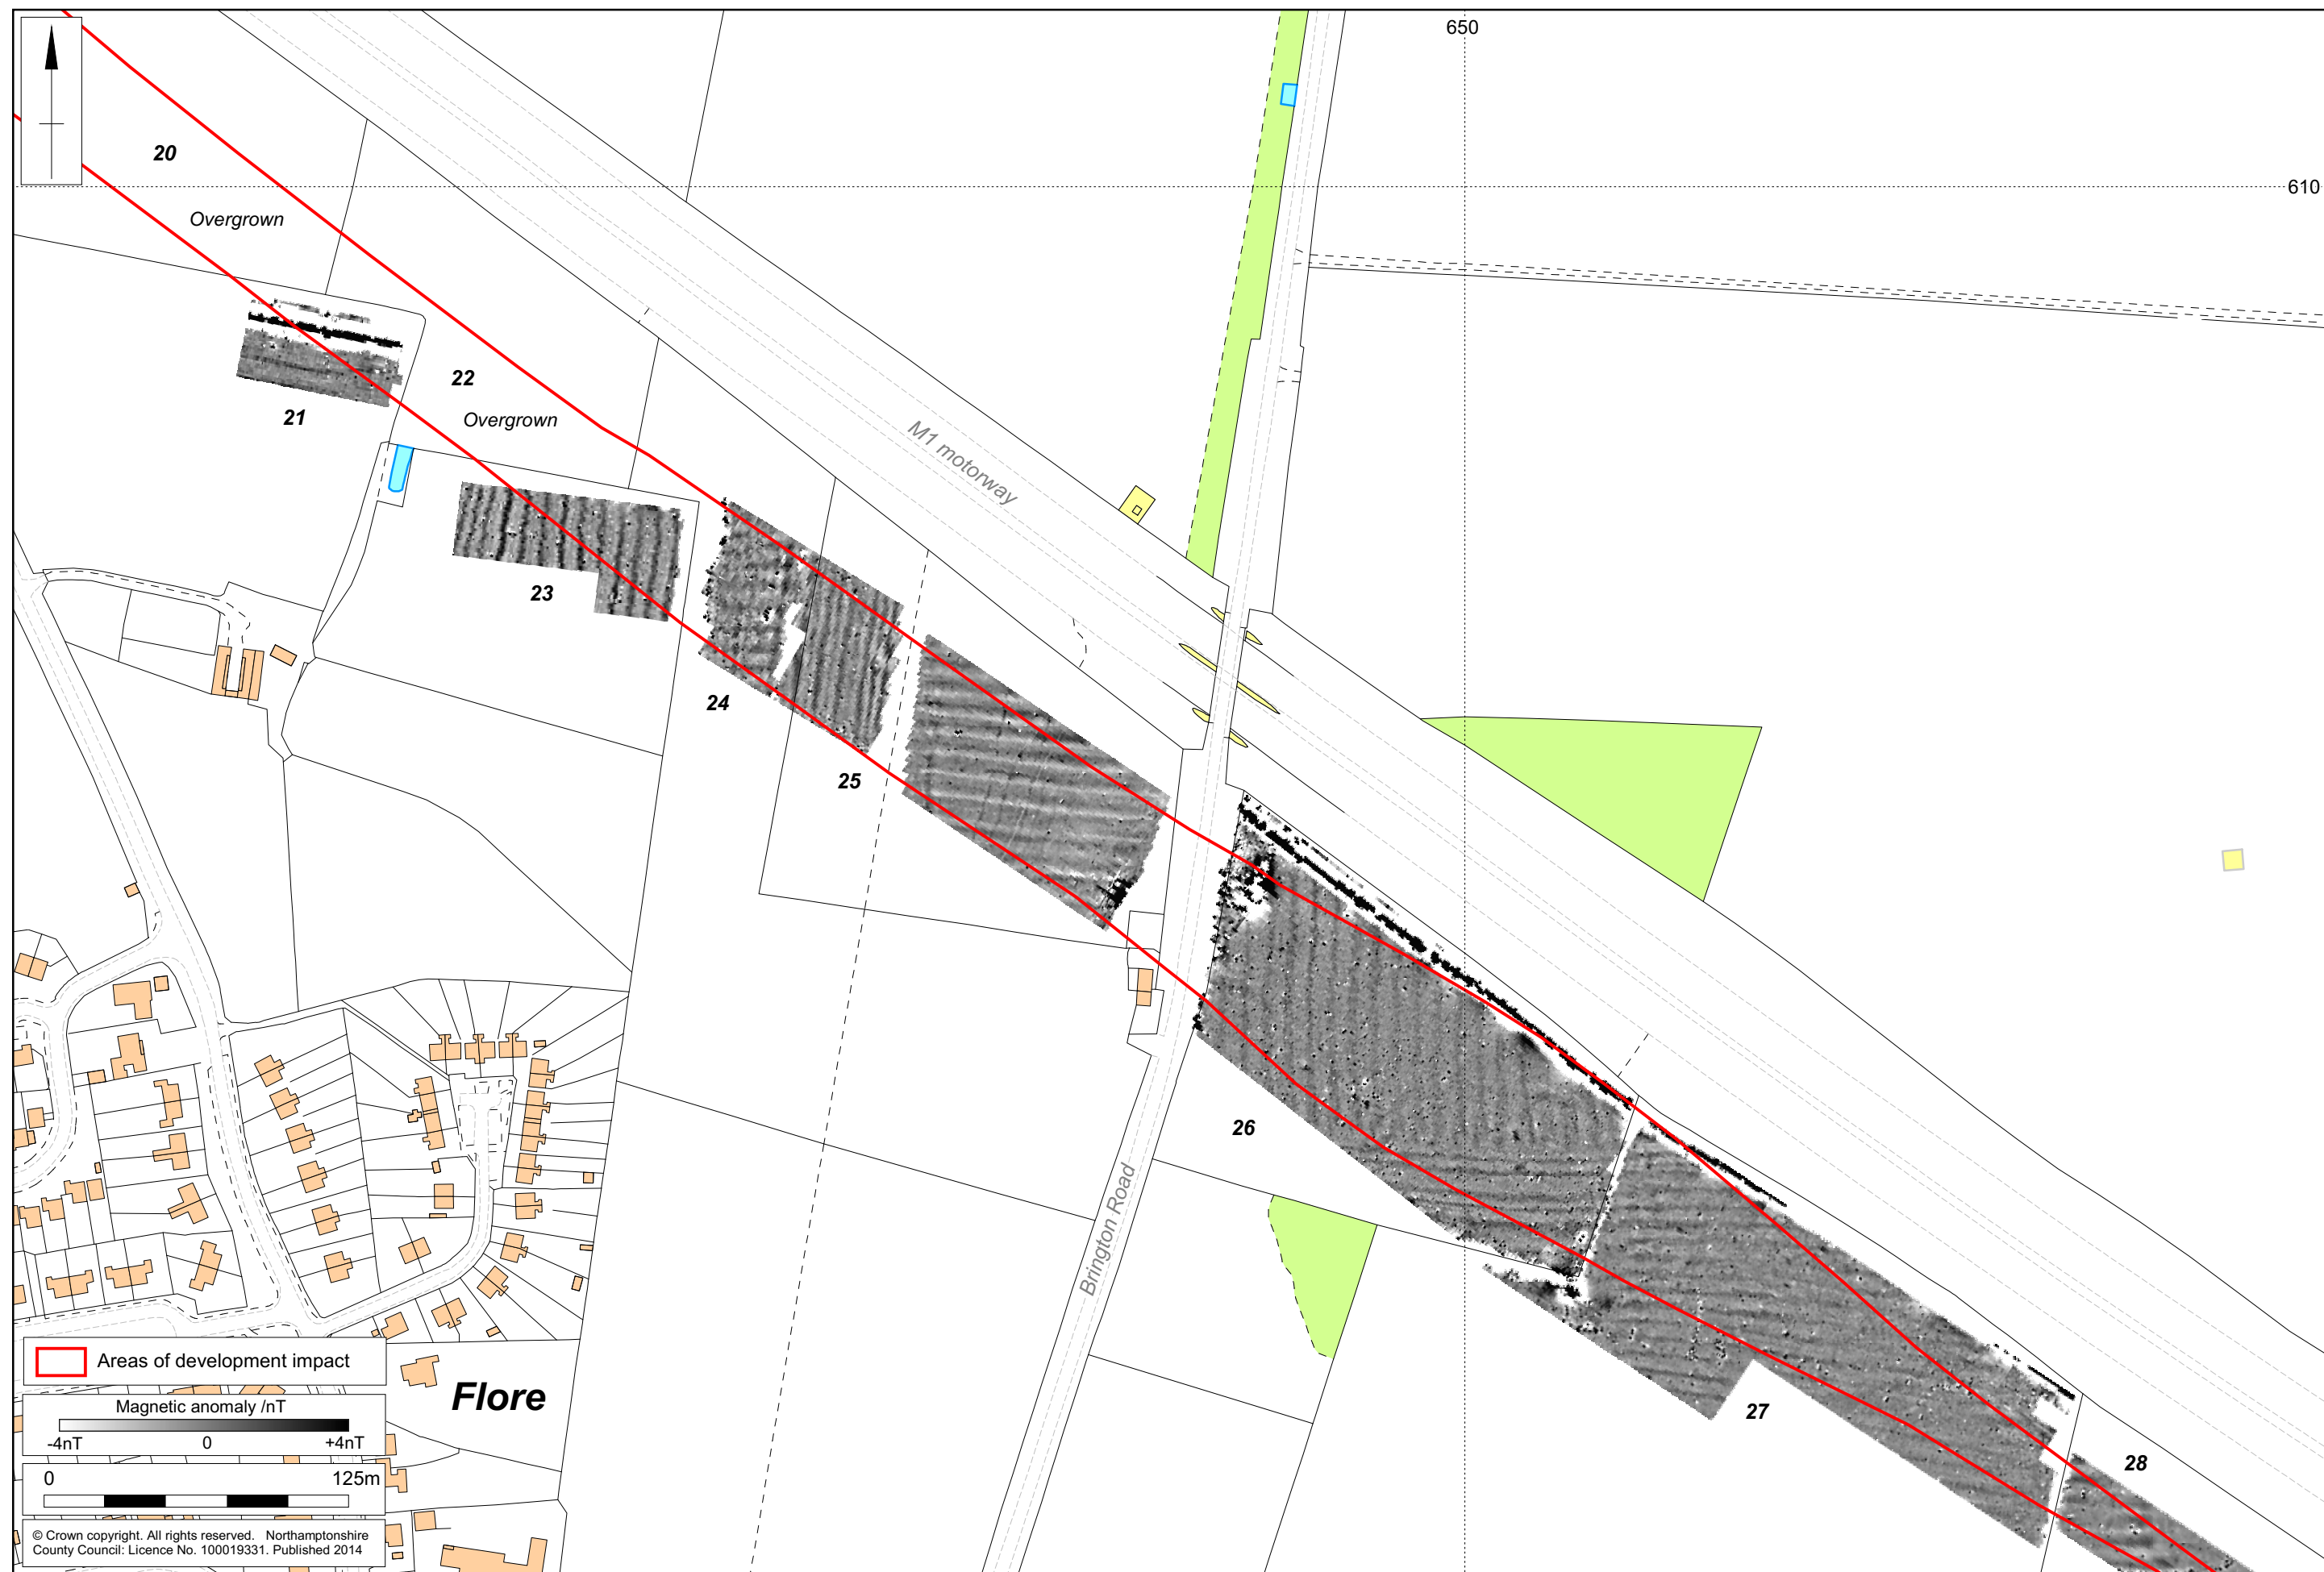 650
610
20
Overgrown
21
22
Overgrown
M1 motorway
23
24
25
26
Brington Road
27
28
Flore
Areas of development impact
Magnetic anomaly /nT
-4nT 0 +4nT
0 125m
© Crown copyright. All rights reserved. Northamptonshire
County Council: Licence No. 100019331. Published 2014